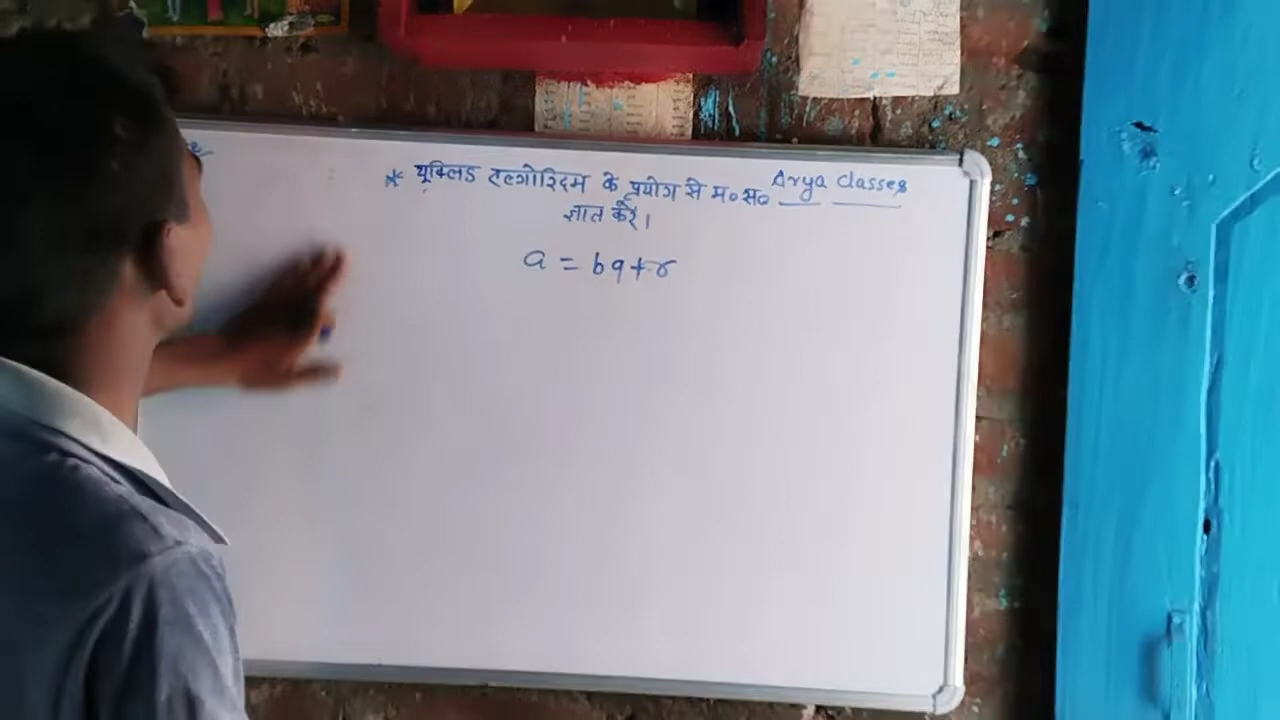 * यूक्लिड एल्गोरिदम के प्रयोग से म०स०
ज्ञात करें।
Arya classes
a = bq+r